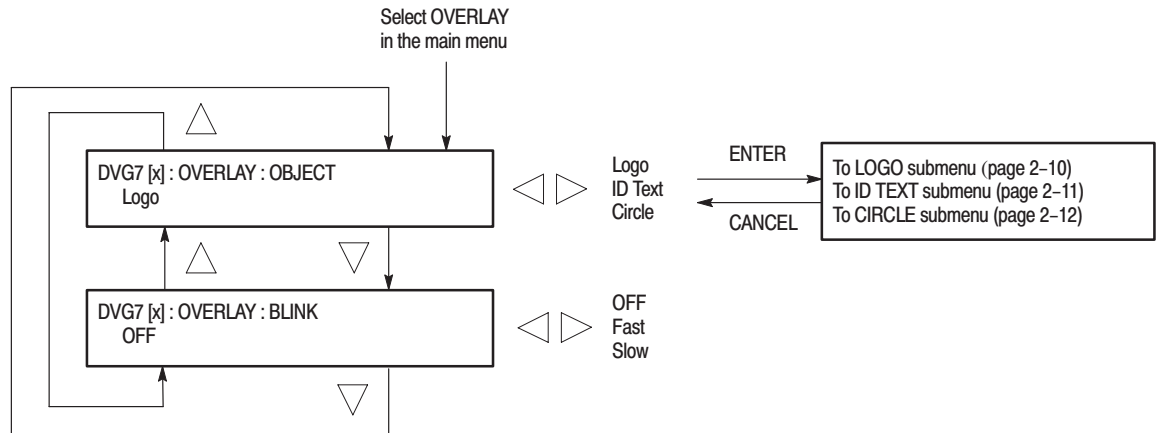 Select OVERLAY
in the main menu
DVG7 [x] : OVERLAY : OBJECT
Logo
Logo
ID Text
Circle
ENTER
CANCEL
To LOGO submenu (page 2–10)
To ID TEXT submenu (page 2–11)
To CIRCLE submenu (page 2–12)
DVG7 [x] : OVERLAY : BLINK
OFF
OFF
Fast
Slow